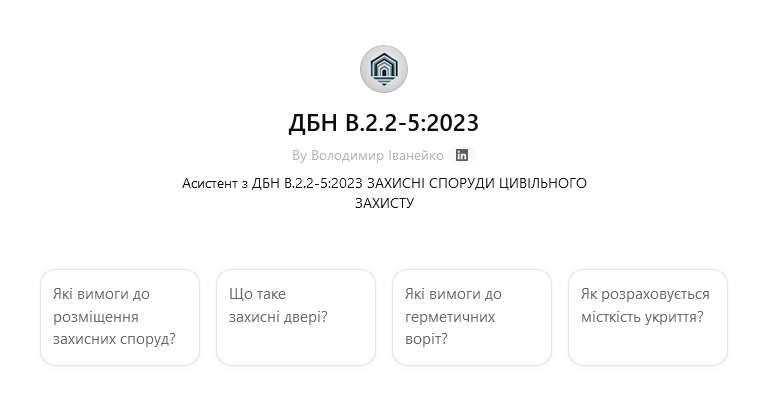 ДБН В.2.2-5:2023
By Володимир Іванейко in
Асистент з ДБН В.2.2-5:2023 ЗАХИСНІ СПОРУДИ ЦИВІЛЬНОГО
ЗАХИСТУ
Які вимоги до
розміщення
захисних споруд?
Що таке
захисні двері?
Які вимоги до
герметичних
воріт?
Як розраховується
місткість укриття?